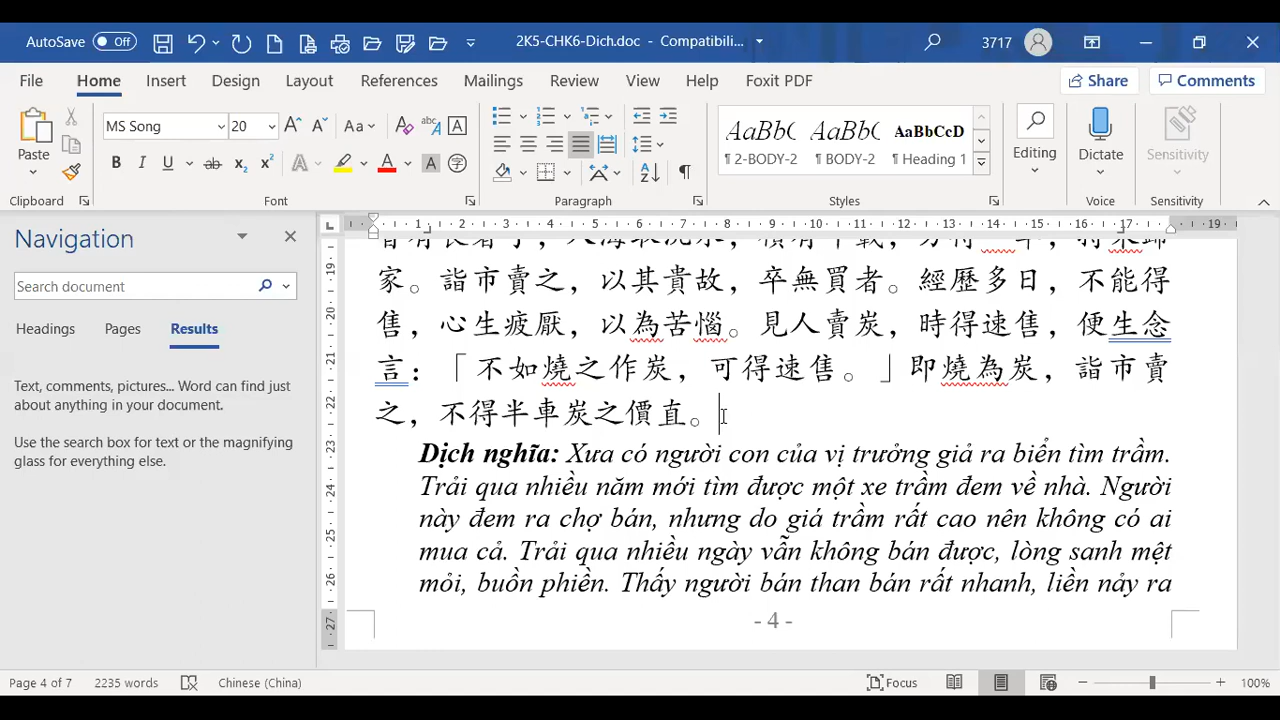 AutoSave Off 2K5-CHK6-Dich.doc - Compatibili... 3717
File Home Insert Design Layout References Mailings Review View Help Foxit PDF Share Comments
MS Song 20 Aa
AaBbC AaBbC AaBbCcD
Paste Editing Dictate Sensitivity
B I U ab x₂ x² A A A 字
¶ 2-BODY-2 ¶ BODY-2 ¶ Heading 1
Clipboard Font Paragraph Styles Voice Sensitivity
Navigation
Search document
Headings Pages Results
Text, comments, pictures... Word can find just
about anything in your document.
Use the search box for text or the magnifying
glass for everything else.
家。詣市賣之，以其貴故，卒無買者。經歷多日，不能得
售，心生疲厭，以為苦惱。見人賣炭，時得速售，便生念
言：「不如燒之作炭，可得速售。」即燒為炭，詣市賣
之，不得半車炭之價直。
Dịch nghĩa: Xưa có người con của vị trưởng giả ra biển tìm trầm.
Trải qua nhiều năm mới tìm được một xe trầm đem về nhà. Người
này đem ra chợ bán, nhưng do giá trầm rất cao nên không có ai
mua cả. Trải qua nhiều ngày vẫn không bán được, lòng sanh mệt
mỏi, buồn phiền. Thấy người bán than bán rất nhanh, liền nảy ra
- 4 -
Page 4 of 7 2235 words Chinese (China) Focus 100%